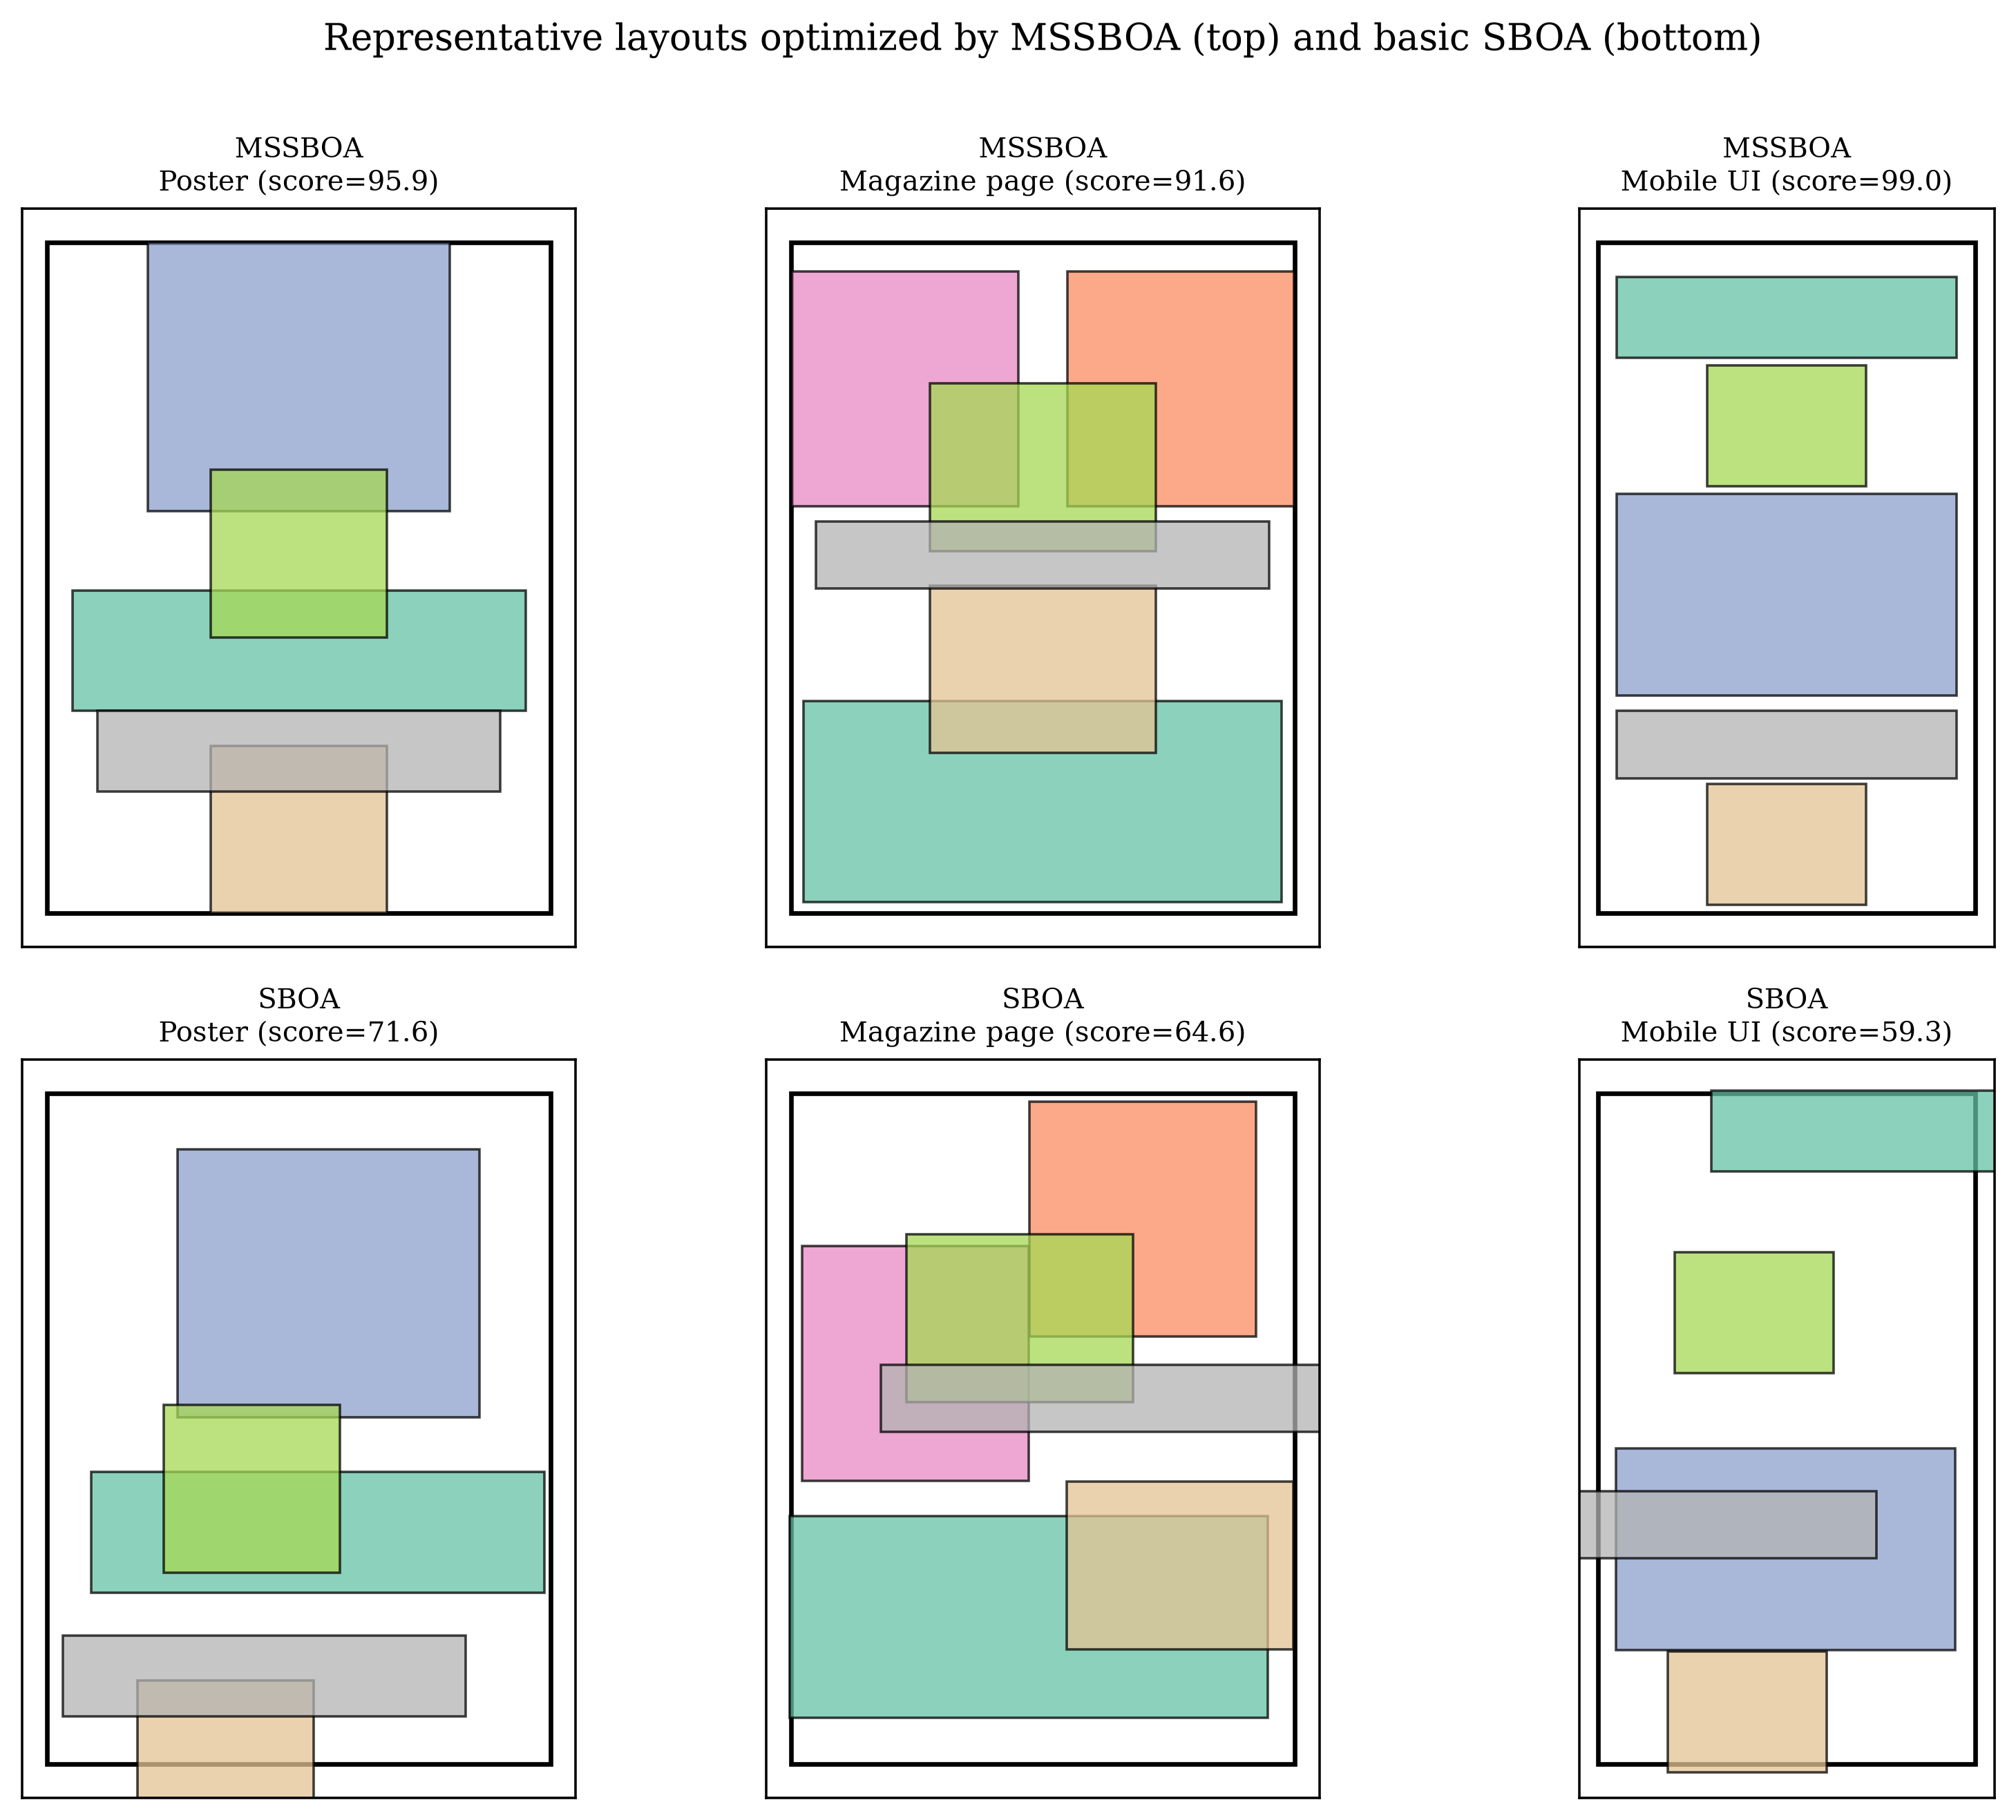 Representative layouts optimized by MSSBOA (top) and basic SBOA (bottom)
MSSBOA
Poster (score=95.9)
MSSBOA
Magazine page (score=91.6)
MSSBOA
Mobile UI (score=99.0)
SBOA
Poster (score=71.6)
SBOA
Magazine page (score=64.6)
SBOA
Mobile UI (score=59.3)